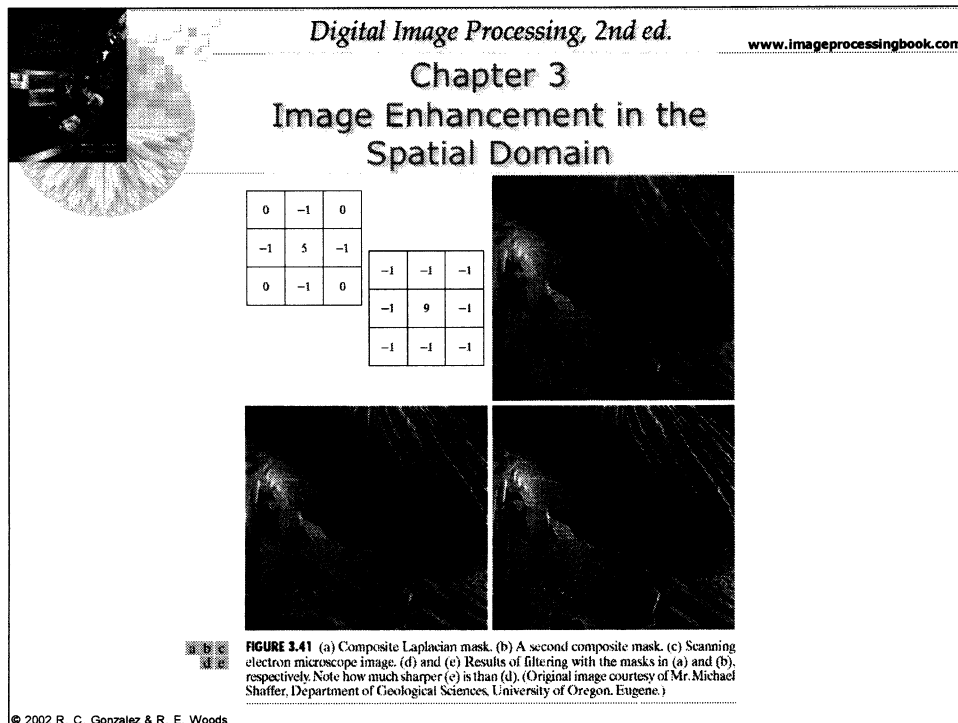 Digital Image Processing, 2nd ed.
www.imageprocessingbook.com
Chapter 3
Image Enhancement in the
Spatial Domain
0 −1 0
−1 5 −1
0 −1 0
−1 −1 −1
−1 9 −1
−1 −1 −1
a b c
d e
FIGURE 3.41 (a) Composite Laplacian mask. (b) A second composite mask. (c) Scanning
electron microscope image. (d) and (e) Results of filtering with the masks in (a) and (b),
respectively. Note how much sharper (e) is than (d). (Original image courtesy of Mr. Michael
Shaffer, Department of Geological Sciences, University of Oregon, Eugene.)
© 2002 R. C. Gonzalez & R. E. Woods